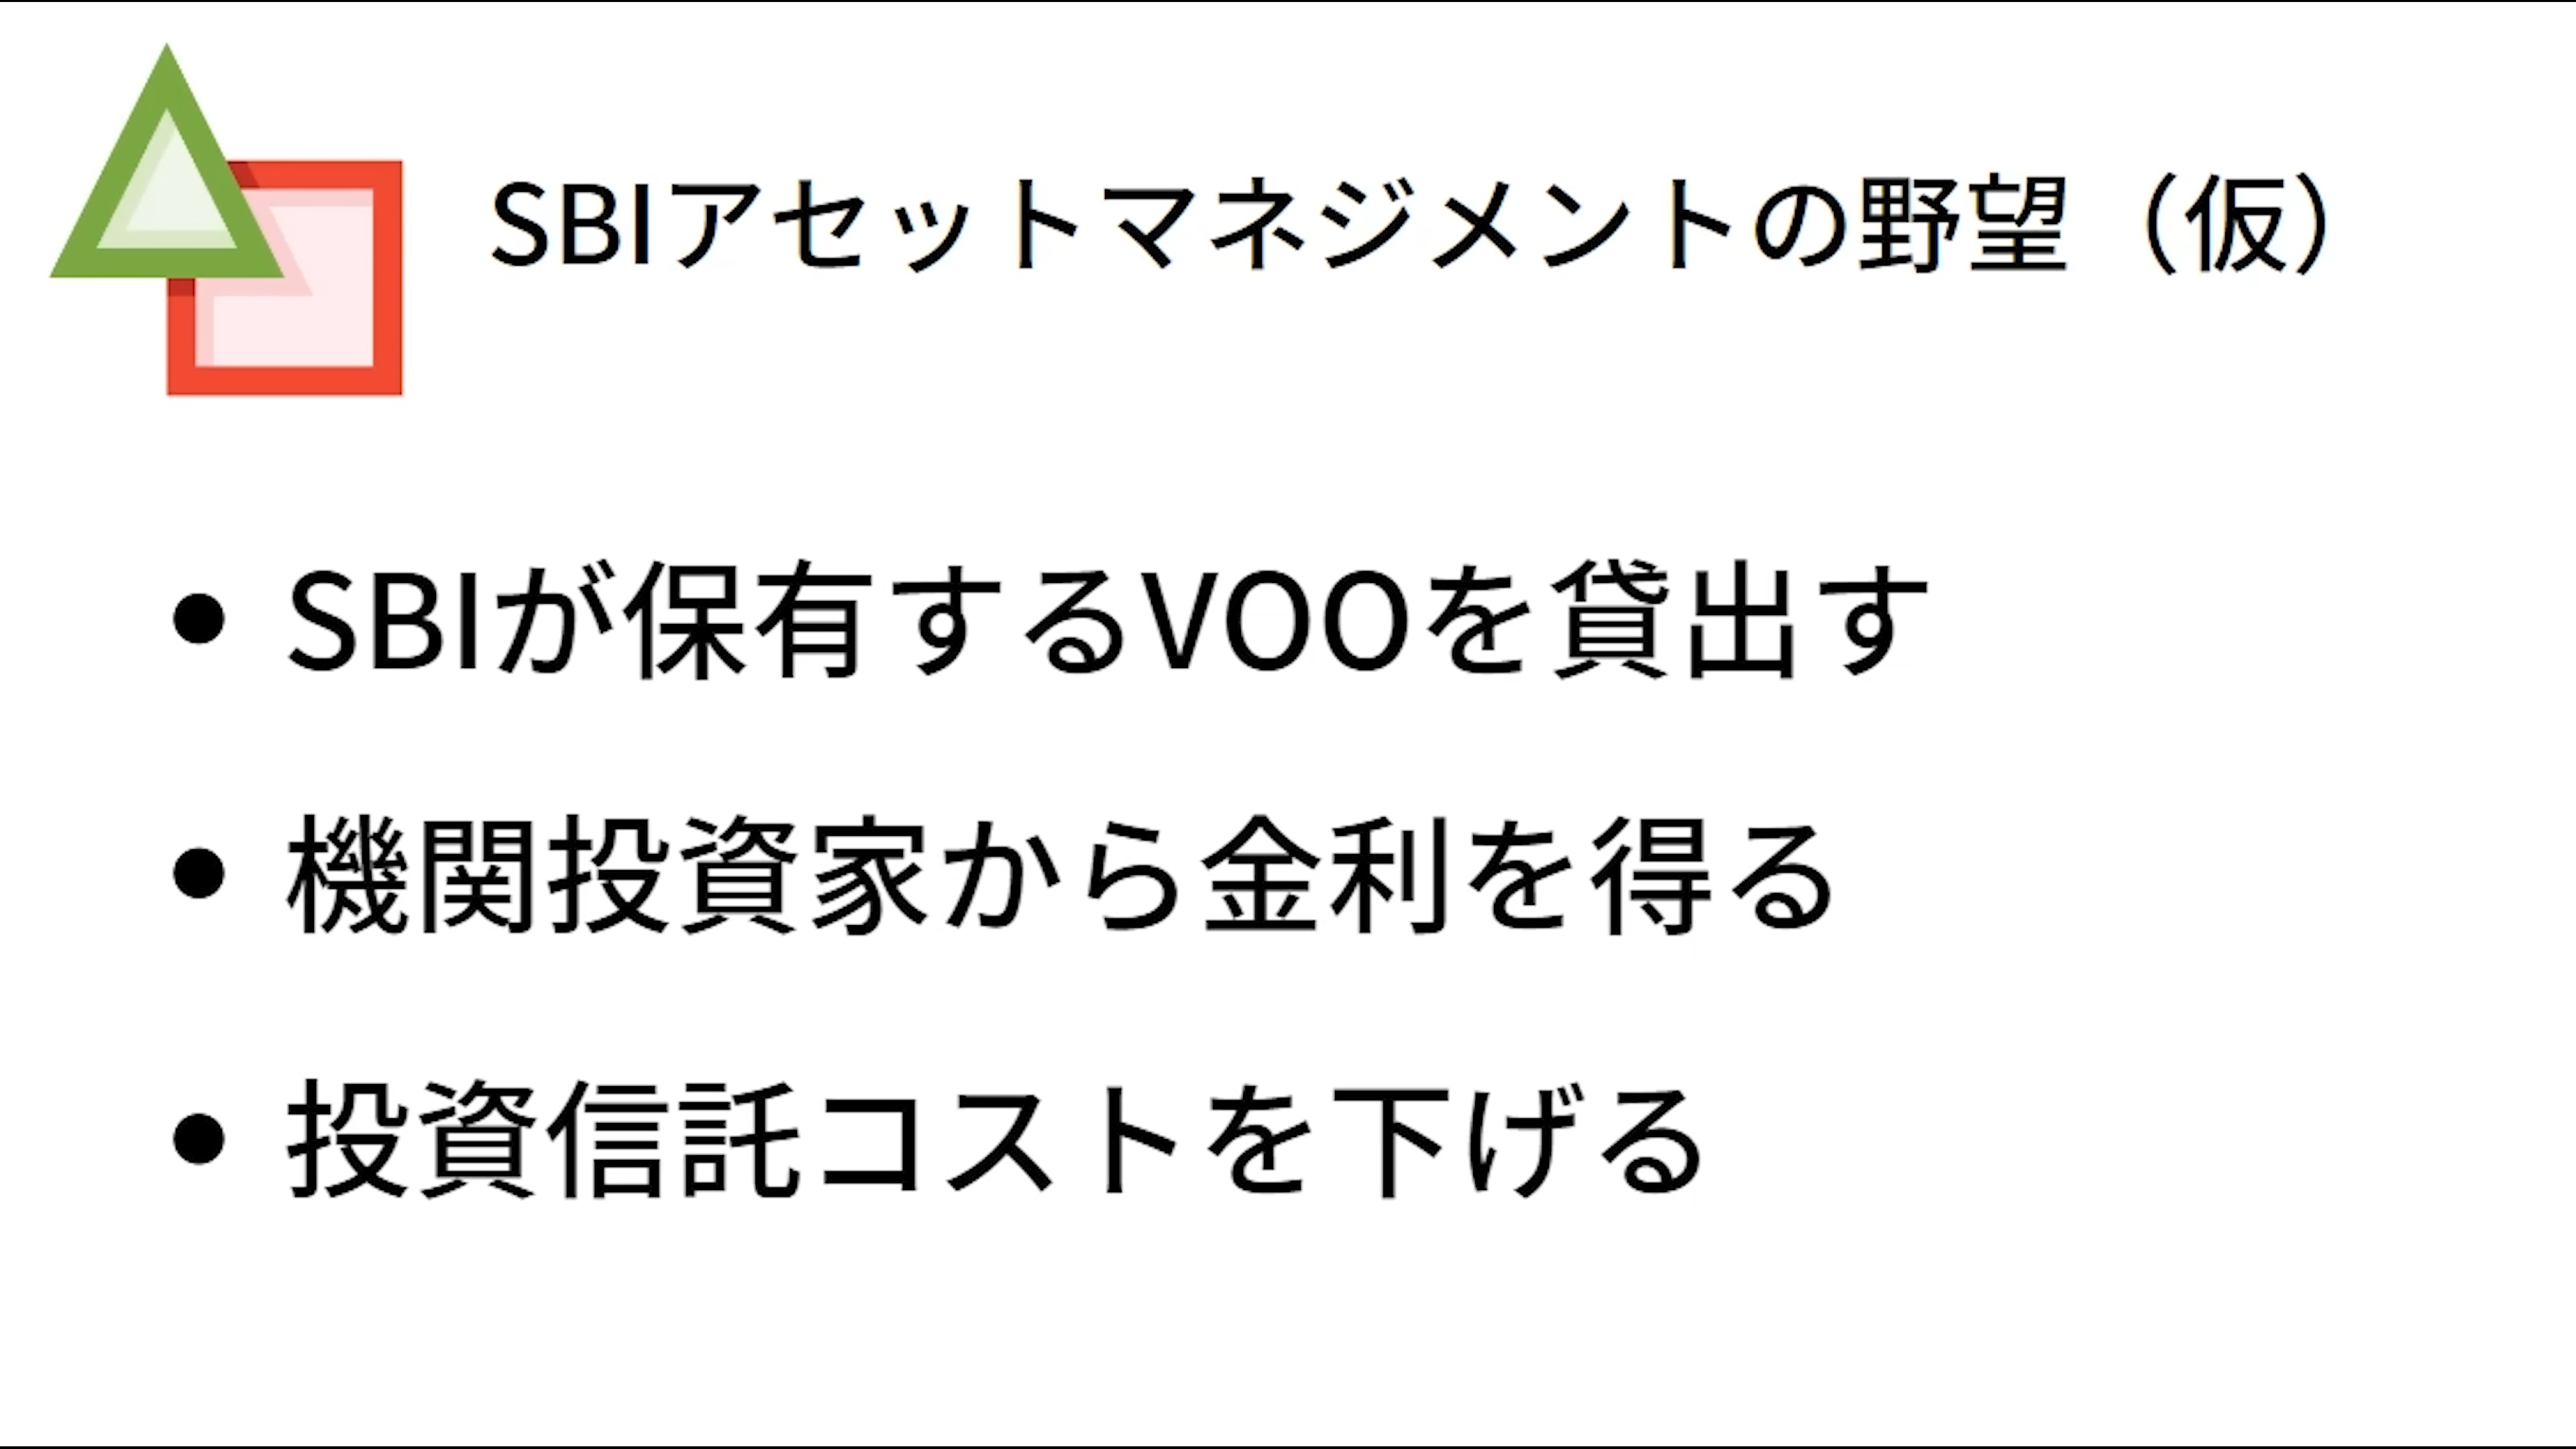 SBIアセットマネジメントの野望（仮）
• SBIが保有するVOOを貸出す
• 機関投資家から金利を得る
• 投資信託コストを下げる